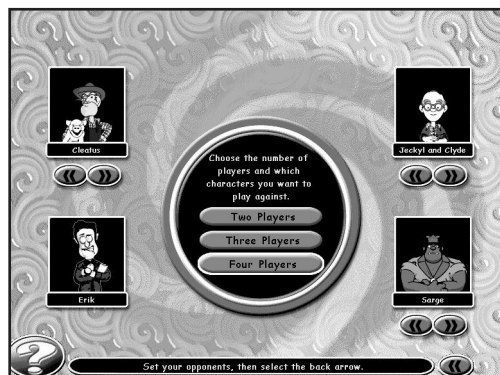 Cleatus
Jeckyl and Clyde
Choose the number of
players and which
characters you want to
play against.
Two Players
Three Players
Four Players
Erik
Sarge
?
Set your opponents, then select the back arrow.